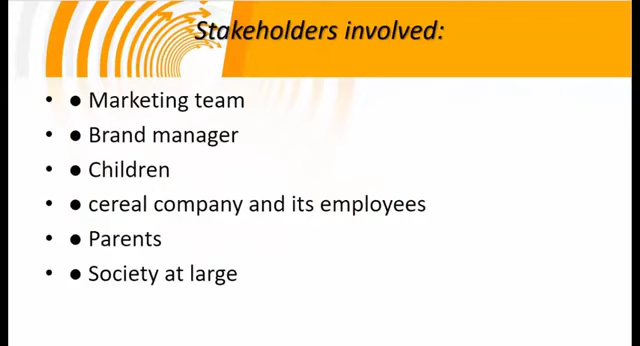 Stakeholders involved:
• ● Marketing team
• ● Brand manager
• ● Children
• ● cereal company and its employees
• ● Parents
• ● Society at large